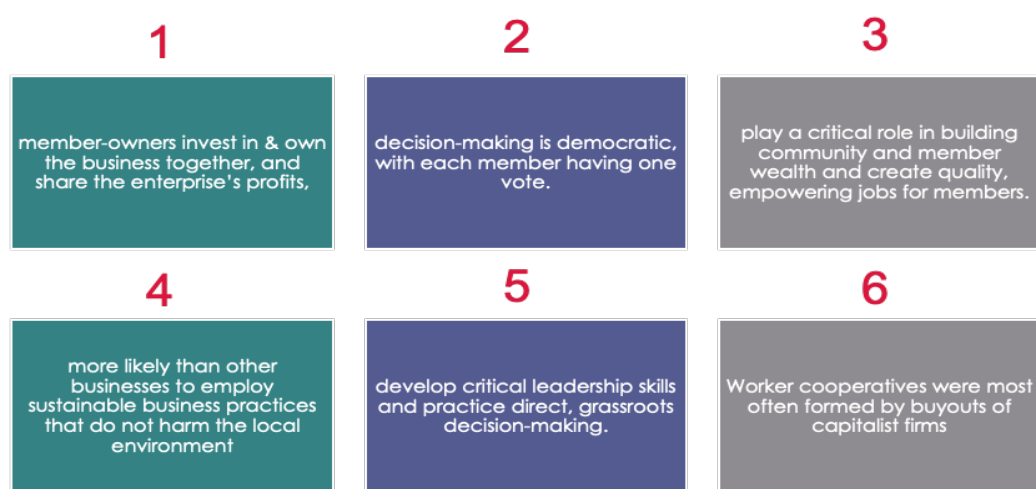 1
member-owners invest in & own
the business together, and
share the enterprise's profits,
2
decision-making is democratic,
with each member having one
vote.
3
play a critical role in building
community and member
wealth and create quality,
empowering jobs for members.
4
more likely than other
businesses to employ
sustainable business practices
that do not harm the local
environment
5
develop critical leadership skills
and practice direct, grassroots
decision-making.
6
Worker cooperatives were most
often formed by buyouts of
capitalist firms